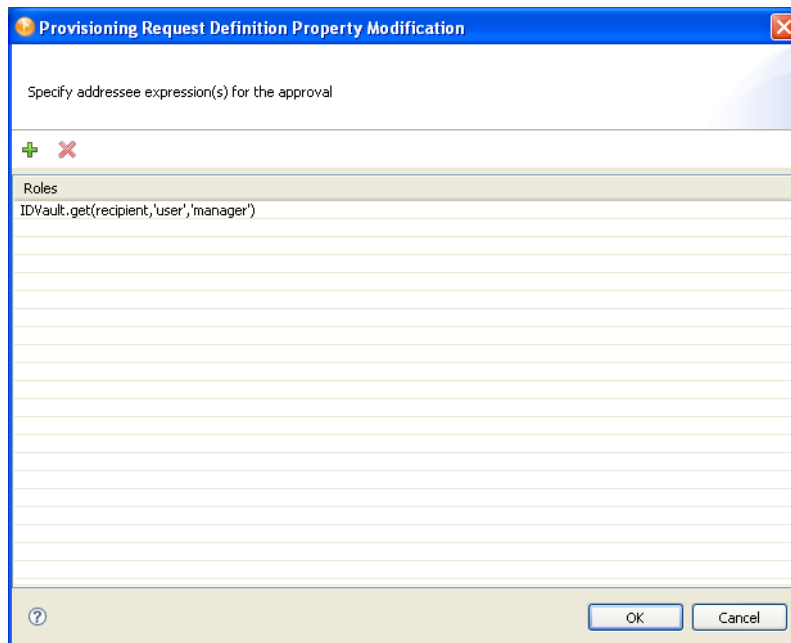 Provisioning Request Definition Property Modification
Specify addressee expression(s) for the approval
Roles
IDVault.get(recipient,'user','manager')
OK
Cancel